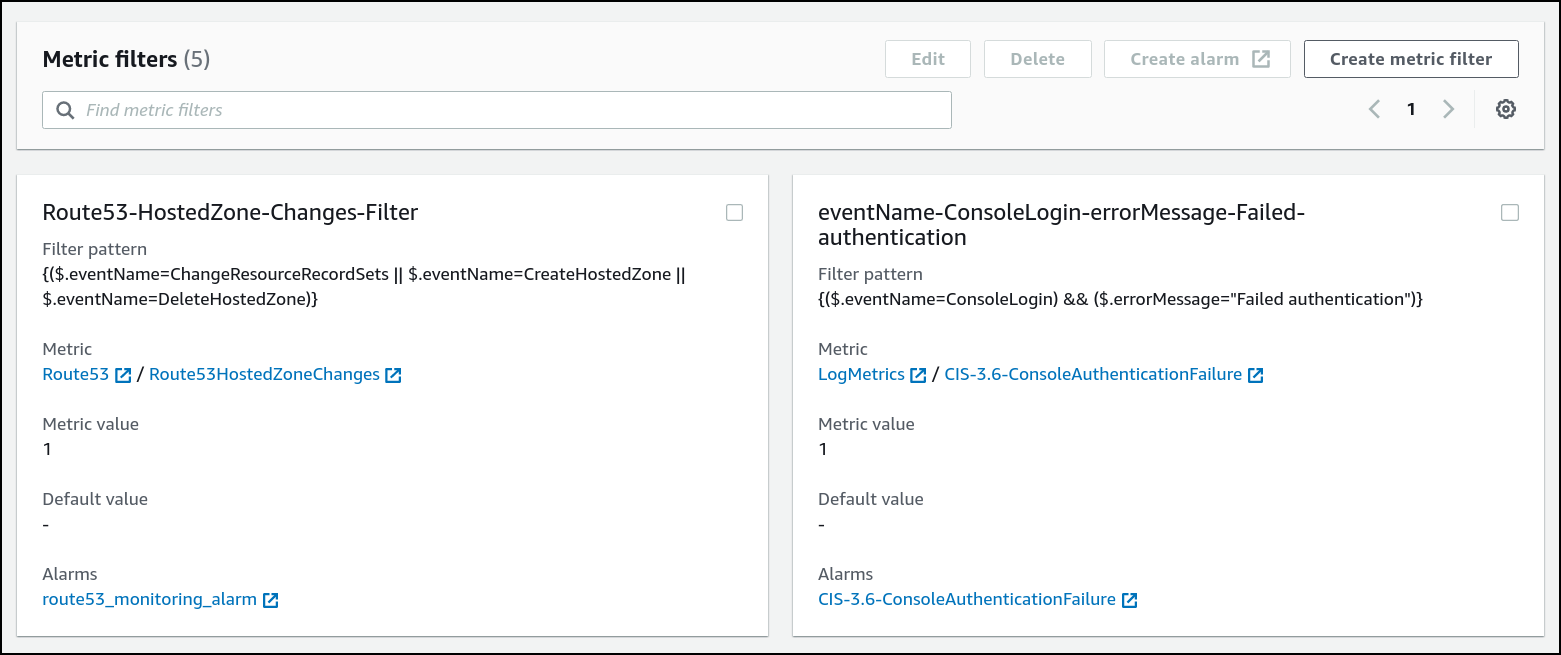 Metric filters (5)
Edit
Delete
Create alarm
Create metric filter
Find metric filters
1
Route53-HostedZone-Changes-Filter
Filter pattern
{($.eventName=ChangeResourceRecordSets || $.eventName=CreateHostedZone ||
$.eventName=DeleteHostedZone)}
Metric
Route53 / Route53HostedZoneChanges
Metric value
1
Default value
-
Alarms
route53_monitoring_alarm
eventName-ConsoleLogin-errorMessage-Failed-
authentication
Filter pattern
{($.eventName=ConsoleLogin) && ($.errorMessage="Failed authentication")}
Metric
LogMetrics / CIS-3.6-ConsoleAuthenticationFailure
Metric value
1
Default value
-
Alarms
CIS-3.6-ConsoleAuthenticationFailure